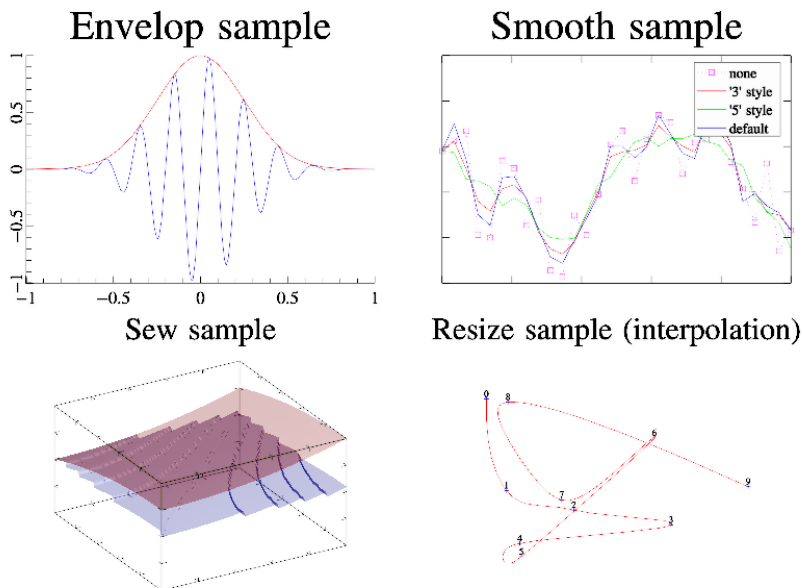 Envelop sample
Smooth sample
1
0.5
0
−0.5
−1
−1
−0.5
0
0.5
1
none
'3' style
'5' style
default
Sew sample
Resize sample (interpolation)
0
8
6
1
9
7
2
3
4
5